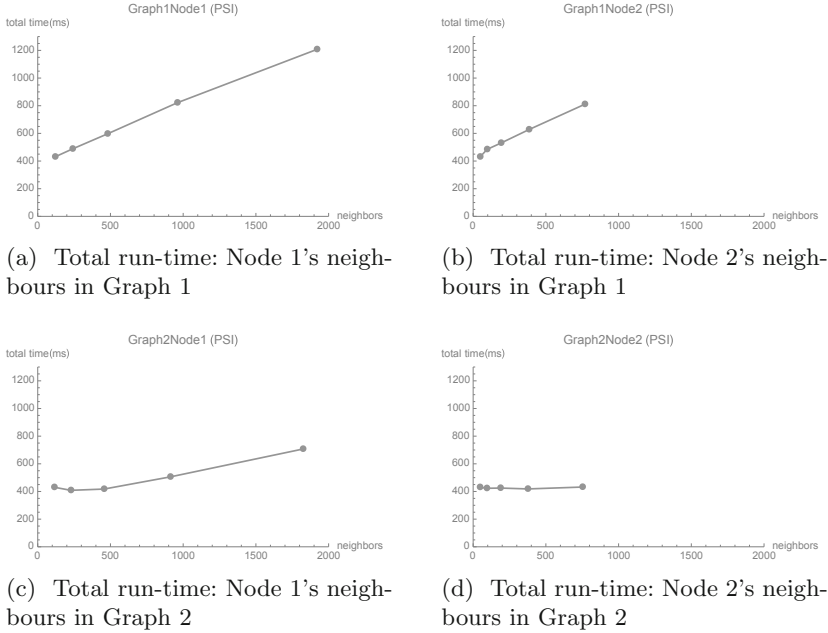 Graph1Node1 (PSI)
total time(ms)
1200
1000
800
600
400
200
0
0 500 1000 1500 2000
neighbors
(a) Total run-time: Node 1's neigh-
bours in Graph 1
Graph1Node2 (PSI)
total time(ms)
1200
1000
800
600
400
200
0
0 500 1000 1500 2000
neighbors
(b) Total run-time: Node 2's neigh-
bours in Graph 1
Graph2Node1 (PSI)
total time(ms)
1200
1000
800
600
400
200
0
0 500 1000 1500 2000
neighbors
(c) Total run-time: Node 1's neigh-
bours in Graph 2
Graph2Node2 (PSI)
total time(ms)
1200
1000
800
600
400
200
0
0 500 1000 1500 2000
neighbors
(d) Total run-time: Node 2's neigh-
bours in Graph 2